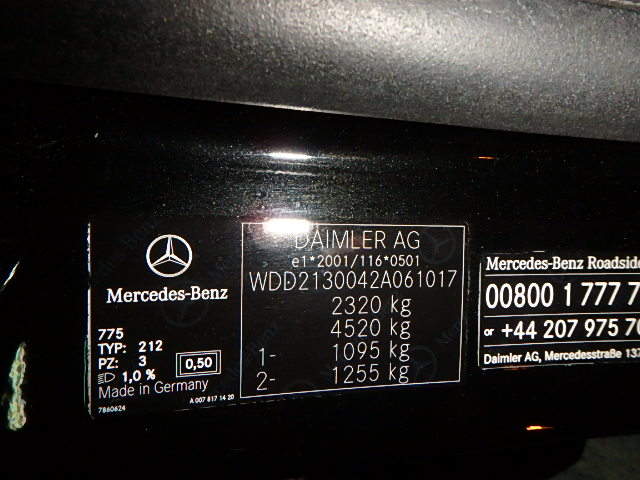 DAIMLER AG
e1*2001/116*0501
WDD2130042A061017
2320 kg
4520 kg
1- 1095 kg
2- 1255 kg
Mercedes-Benz
775
TYP: 212
PZ: 3
0,50
1,0 %
Made in Germany
A 007 817 14 20
7860624
Mercedes-Benz Roadside
00800 1 777 7
or +44 207 975 70
Daimler AG, Mercedesstraße 137